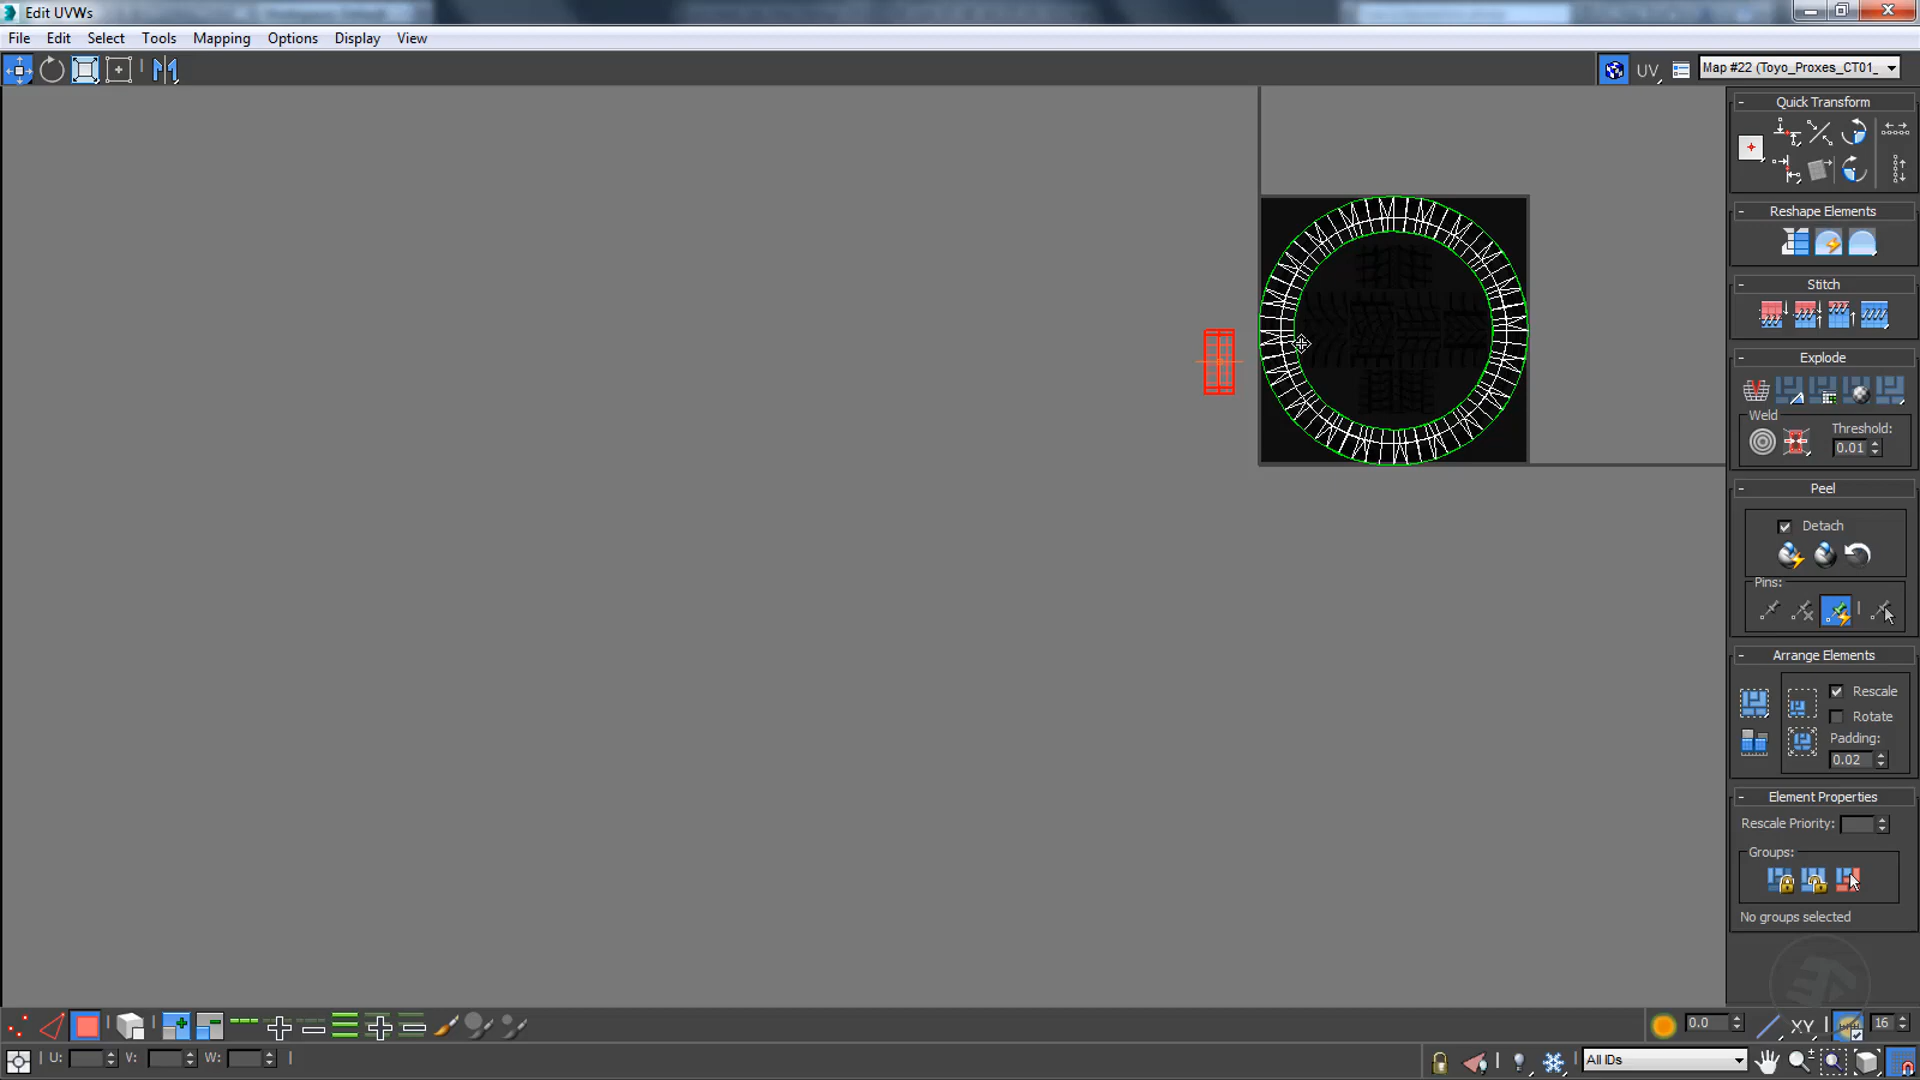 Edit UVWs
File Edit Select Tools Mapping Options Display View
UV Map #22 (Toyo_Proxes_CT01_
- Quick Transform
- Reshape Elements
- Stitch
- Explode
Weld
Threshold:
0.01
- Peel
Detach
Pins:
- Arrange Elements
Rescale
Rotate
Padding:
0.02
- Element Properties
Rescale Priority:
Groups:
No groups selected
0.0 XY 16
U: V: W: All IDs